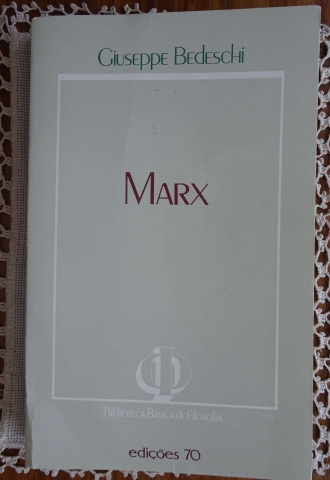 Giuseppe Bedeschi
Marx
Biblioteca Básica de Filosofia
edições 70